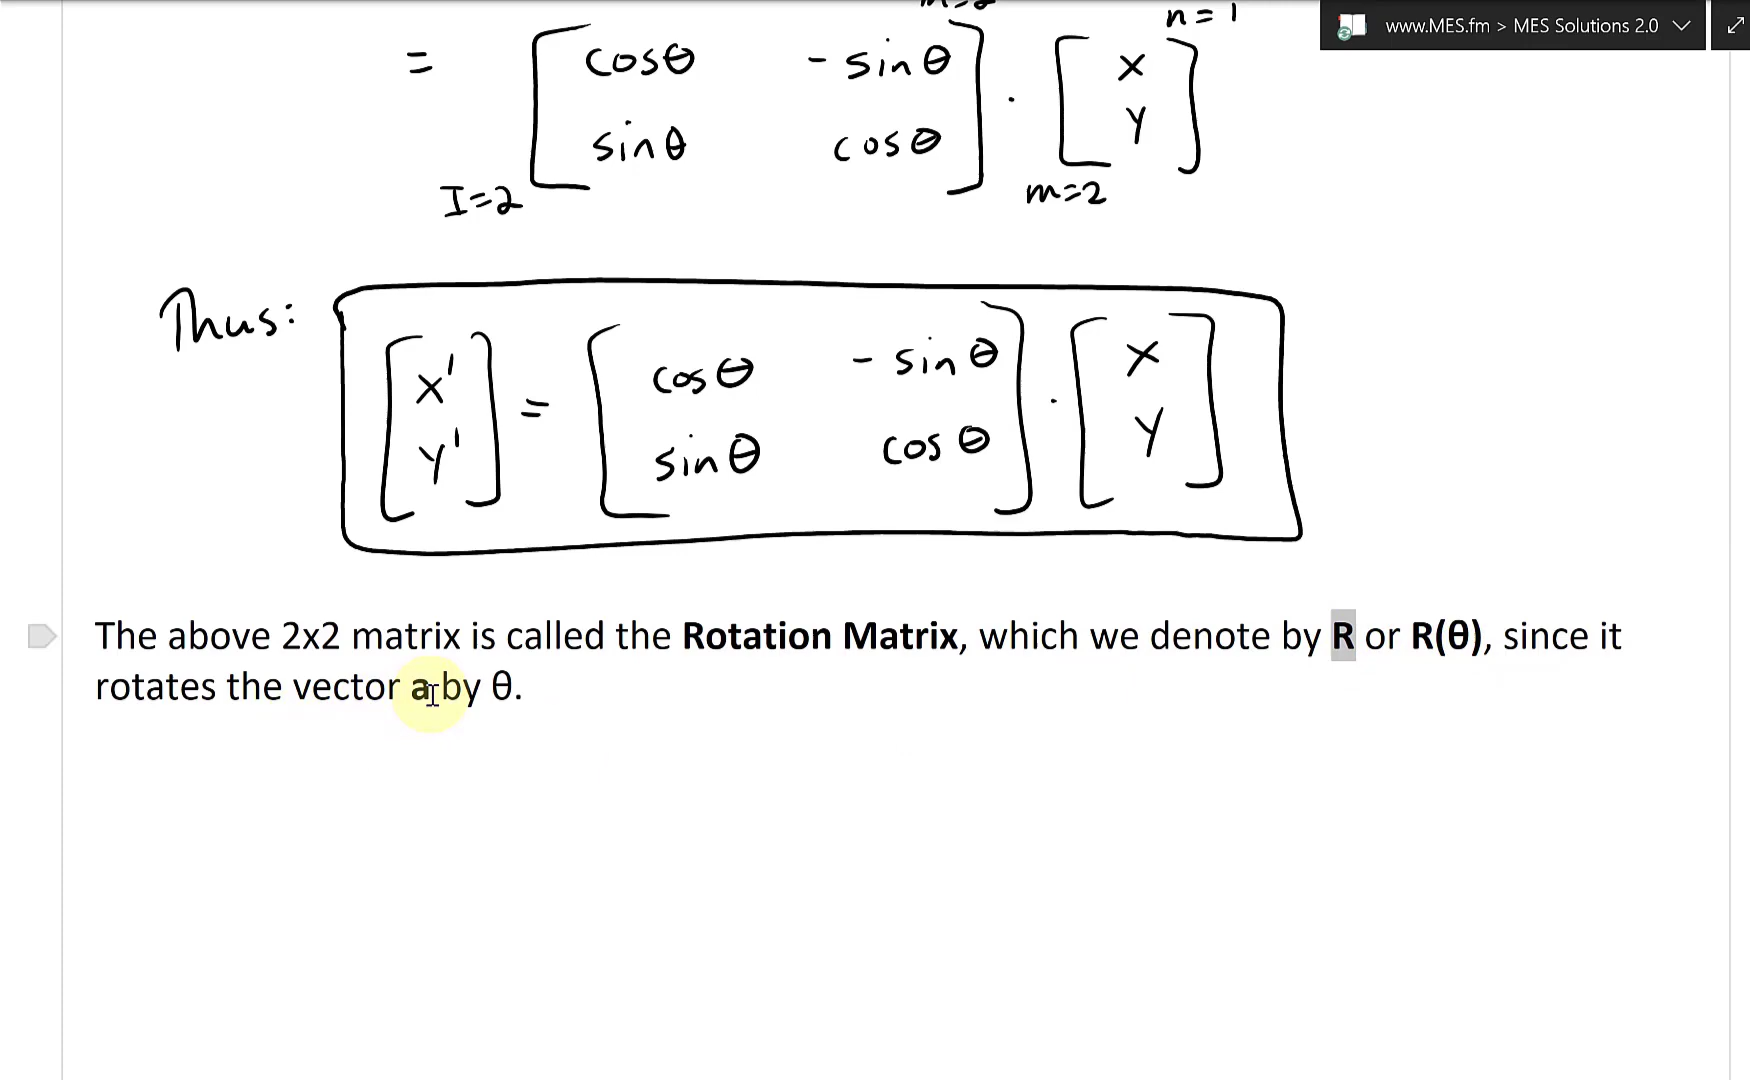 n = 1
www.MES.fm > MES Solutions 2.0
= [ cosθ - sinθ ] . [ x ]
[ sinθ cosθ ] [ y ]
I=2 m=2
Thus:
[ x' ] = [ cosθ - sinθ ] . [ x ]
[ y' ] [ sinθ cosθ ] [ y ]
The above 2x2 matrix is called the Rotation Matrix, which we denote by R or R(θ), since it
rotates the vector a by θ.